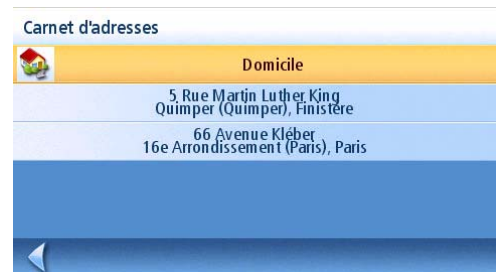 Carnet d'adresses
Domicile
5 Rue Martin Luther King
Quimper (Quimper), Finistère
66 Avenue Kléber
16e Arrondissement (Paris), Paris